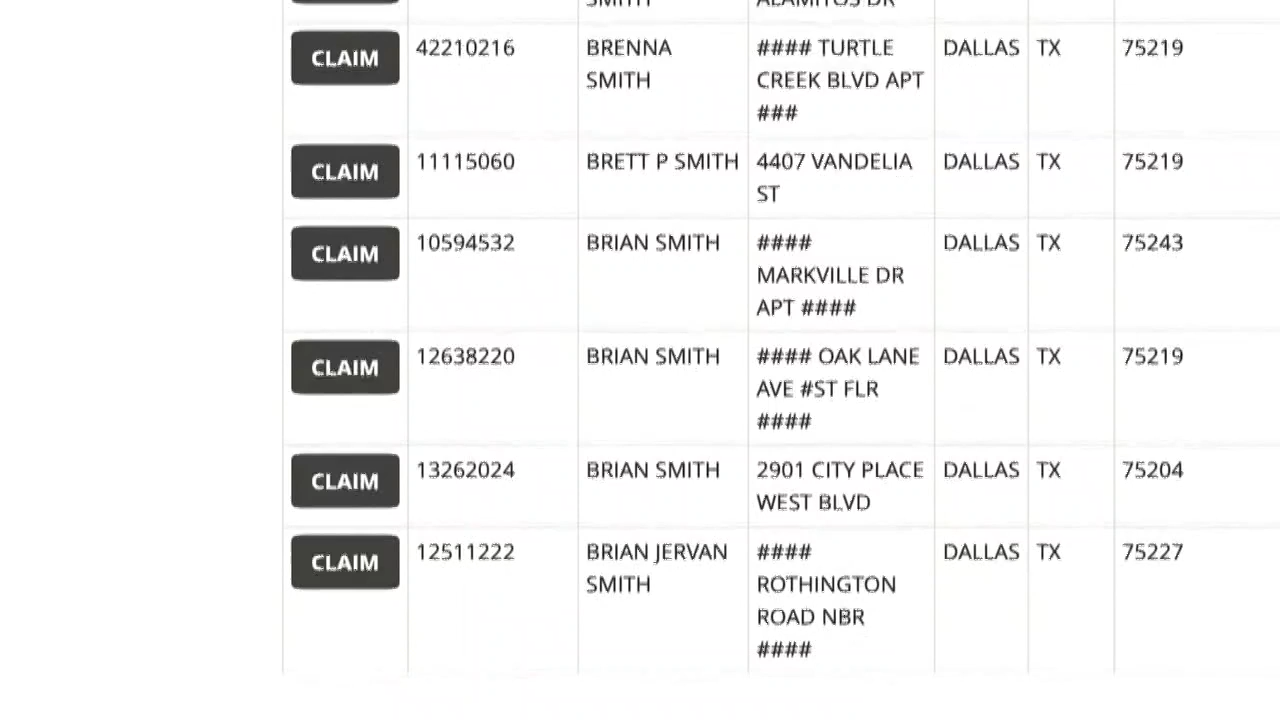 SMITH ALAMITOS DR
CLAIM 42210216 BRENNA #### TURTLE DALLAS TX 75219
SMITH CREEK BLVD APT
###
CLAIM 11115060 BRETT P SMITH 4407 VANDELIA DALLAS TX 75219
ST
CLAIM 10594532 BRIAN SMITH #### DALLAS TX 75243
MARKVILLE DR
APT ####
CLAIM 12638220 BRIAN SMITH #### OAK LANE DALLAS TX 75219
AVE #ST FLR
####
CLAIM 13262024 BRIAN SMITH 2901 CITY PLACE DALLAS TX 75204
WEST BLVD
CLAIM 12511222 BRIAN JERVAN #### DALLAS TX 75227
SMITH ROTHINGTON
ROAD NBR
####